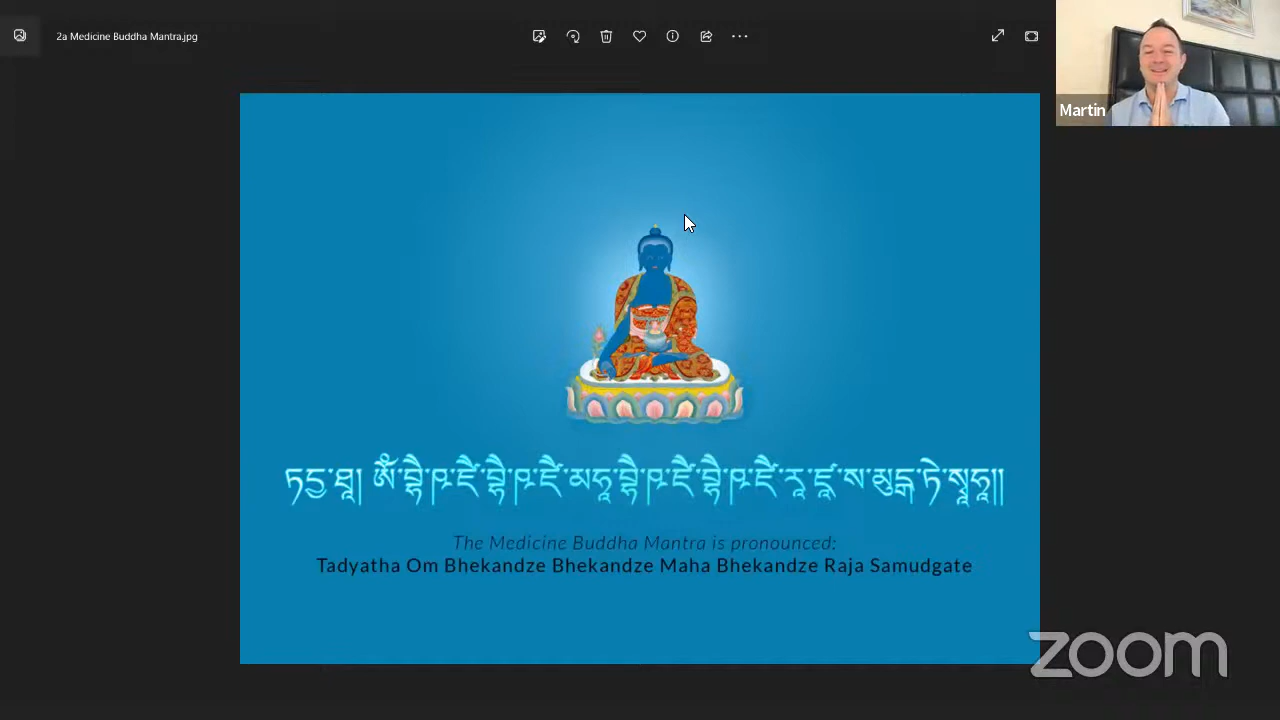 2a Medicine Buddha Mantra.jpg
Martin
ཏདྱ་ཐཱ། ༀ་བྷཻ་ཥ་ཛཻ་བྷཻ་ཥ་ཛཻ་མཧཱ་བྷཻ་ཥ་ཛཻ་བྷཻ་ཥ་ཛཻ་རཱ་ཛཱ་ས་མུངྒ་ཏེ་སྭཱཧཱ།།
The Medicine Buddha Mantra is pronounced:
Tadyatha Om Bhekandze Bhekandze Maha Bhekandze Raja Samudgate
zoom